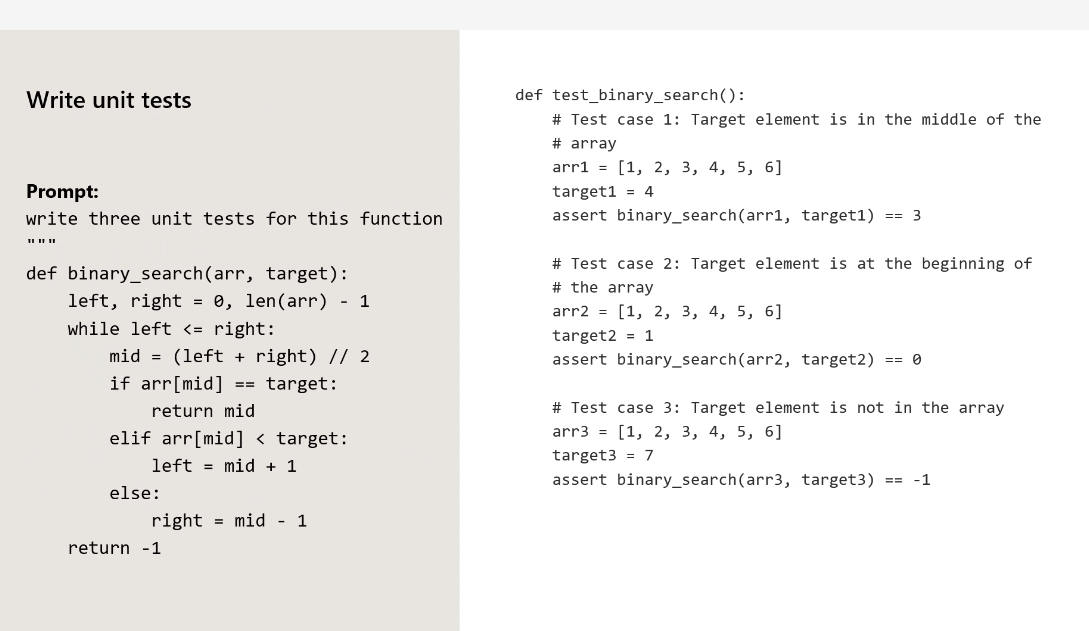 Write unit tests
Prompt:
write three unit tests for this function
"""
def binary_search(arr, target):
    left, right = 0, len(arr) - 1
    while left <= right:
        mid = (left + right) // 2
        if arr[mid] == target:
            return mid
        elif arr[mid] < target:
            left = mid + 1
        else:
            right = mid - 1
    return -1
def test_binary_search():
    # Test case 1: Target element is in the middle of the
    # array
    arr1 = [1, 2, 3, 4, 5, 6]
    target1 = 4
    assert binary_search(arr1, target1) == 3
    # Test case 2: Target element is at the beginning of
    # the array
    arr2 = [1, 2, 3, 4, 5, 6]
    target2 = 1
    assert binary_search(arr2, target2) == 0
    # Test case 3: Target element is not in the array
    arr3 = [1, 2, 3, 4, 5, 6]
    target3 = 7
    assert binary_search(arr3, target3) == -1